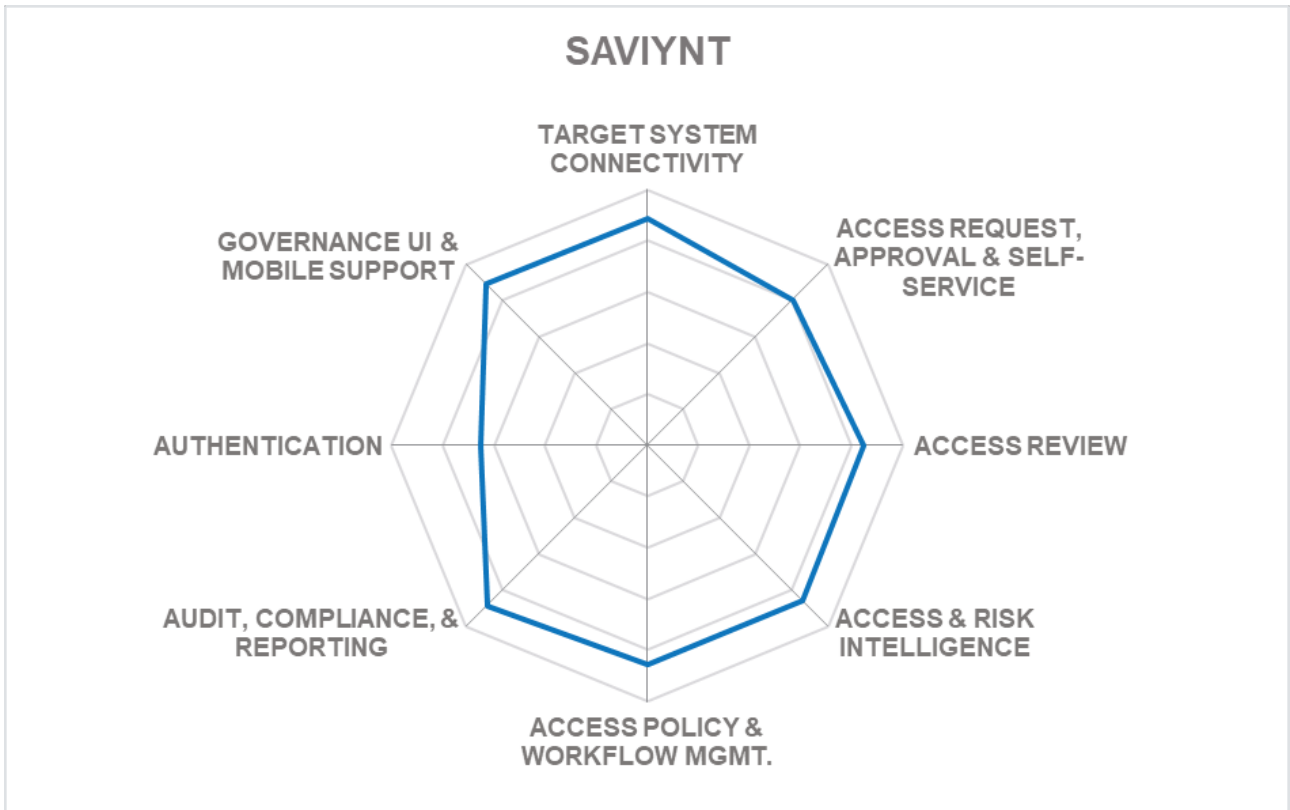 SAVIYNT
TARGET SYSTEM
CONNECTIVITY
ACCESS REQUEST,
APPROVAL & SELF-
SERVICE
ACCESS REVIEW
ACCESS & RISK
INTELLIGENCE
ACCESS POLICY &
WORKFLOW MGMT.
AUDIT, COMPLIANCE, &
REPORTING
AUTHENTICATION
GOVERNANCE UI &
MOBILE SUPPORT